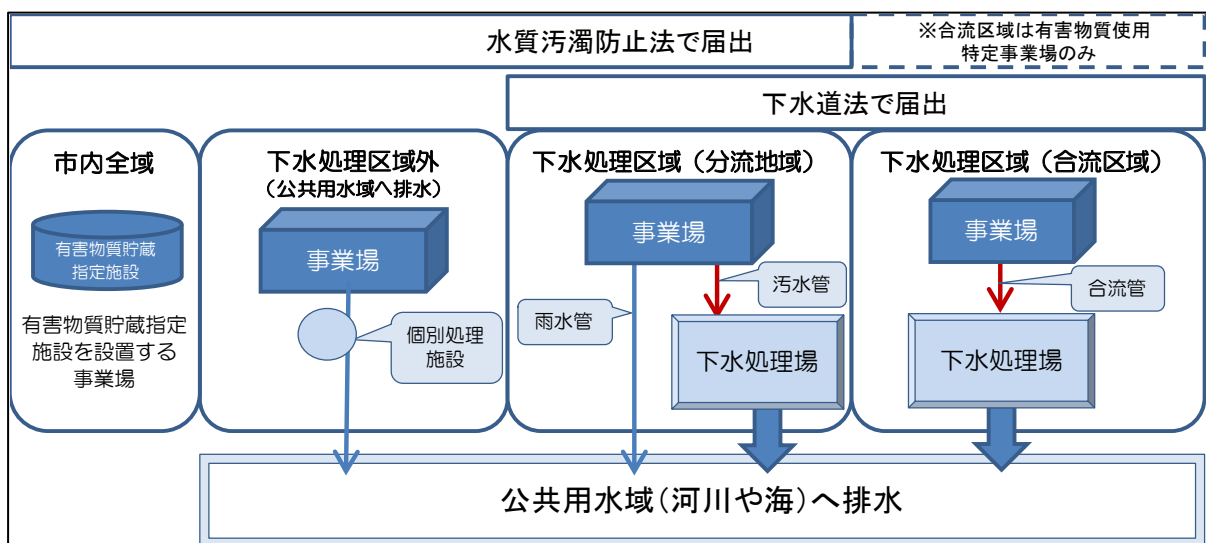 水質汚濁防止法で届出
※合流区域は有害物質使用
特定事業場のみ
下水道法で届出
市内全域
有害物質貯蔵
指定施設
有害物質貯蔵指定
施設を設置する
事業場
下水処理区域外
（公共用水域へ排水）
事業場
個別処理
施設
下水処理区域（分流地域）
事業場
汚水管
雨水管
下水処理場
下水処理区域（合流区域）
事業場
合流管
下水処理場
公共用水域（河川や海）へ排水